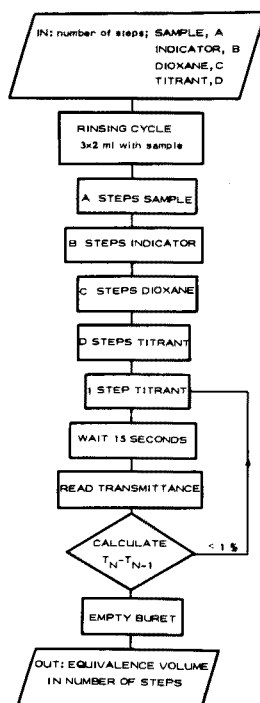 IN: number of steps; SAMPLE, A
INDICATOR, B
DIOXANE, C
TITRANT, D
RINSING CYCLE
3x2 ml with sample
A STEPS SAMPLE
B STEPS INDICATOR
C STEPS DIOXANE
D STEPS TITRANT
1 STEP TITRANT
WAIT 15 SECONDS
READ TRANSMITTANCE
CALCULATE
< 1 %
T_N-T_N-1
EMPTY BURET
OUT: EQUIVALENCE VOLUME
IN NUMBER OF STEPS